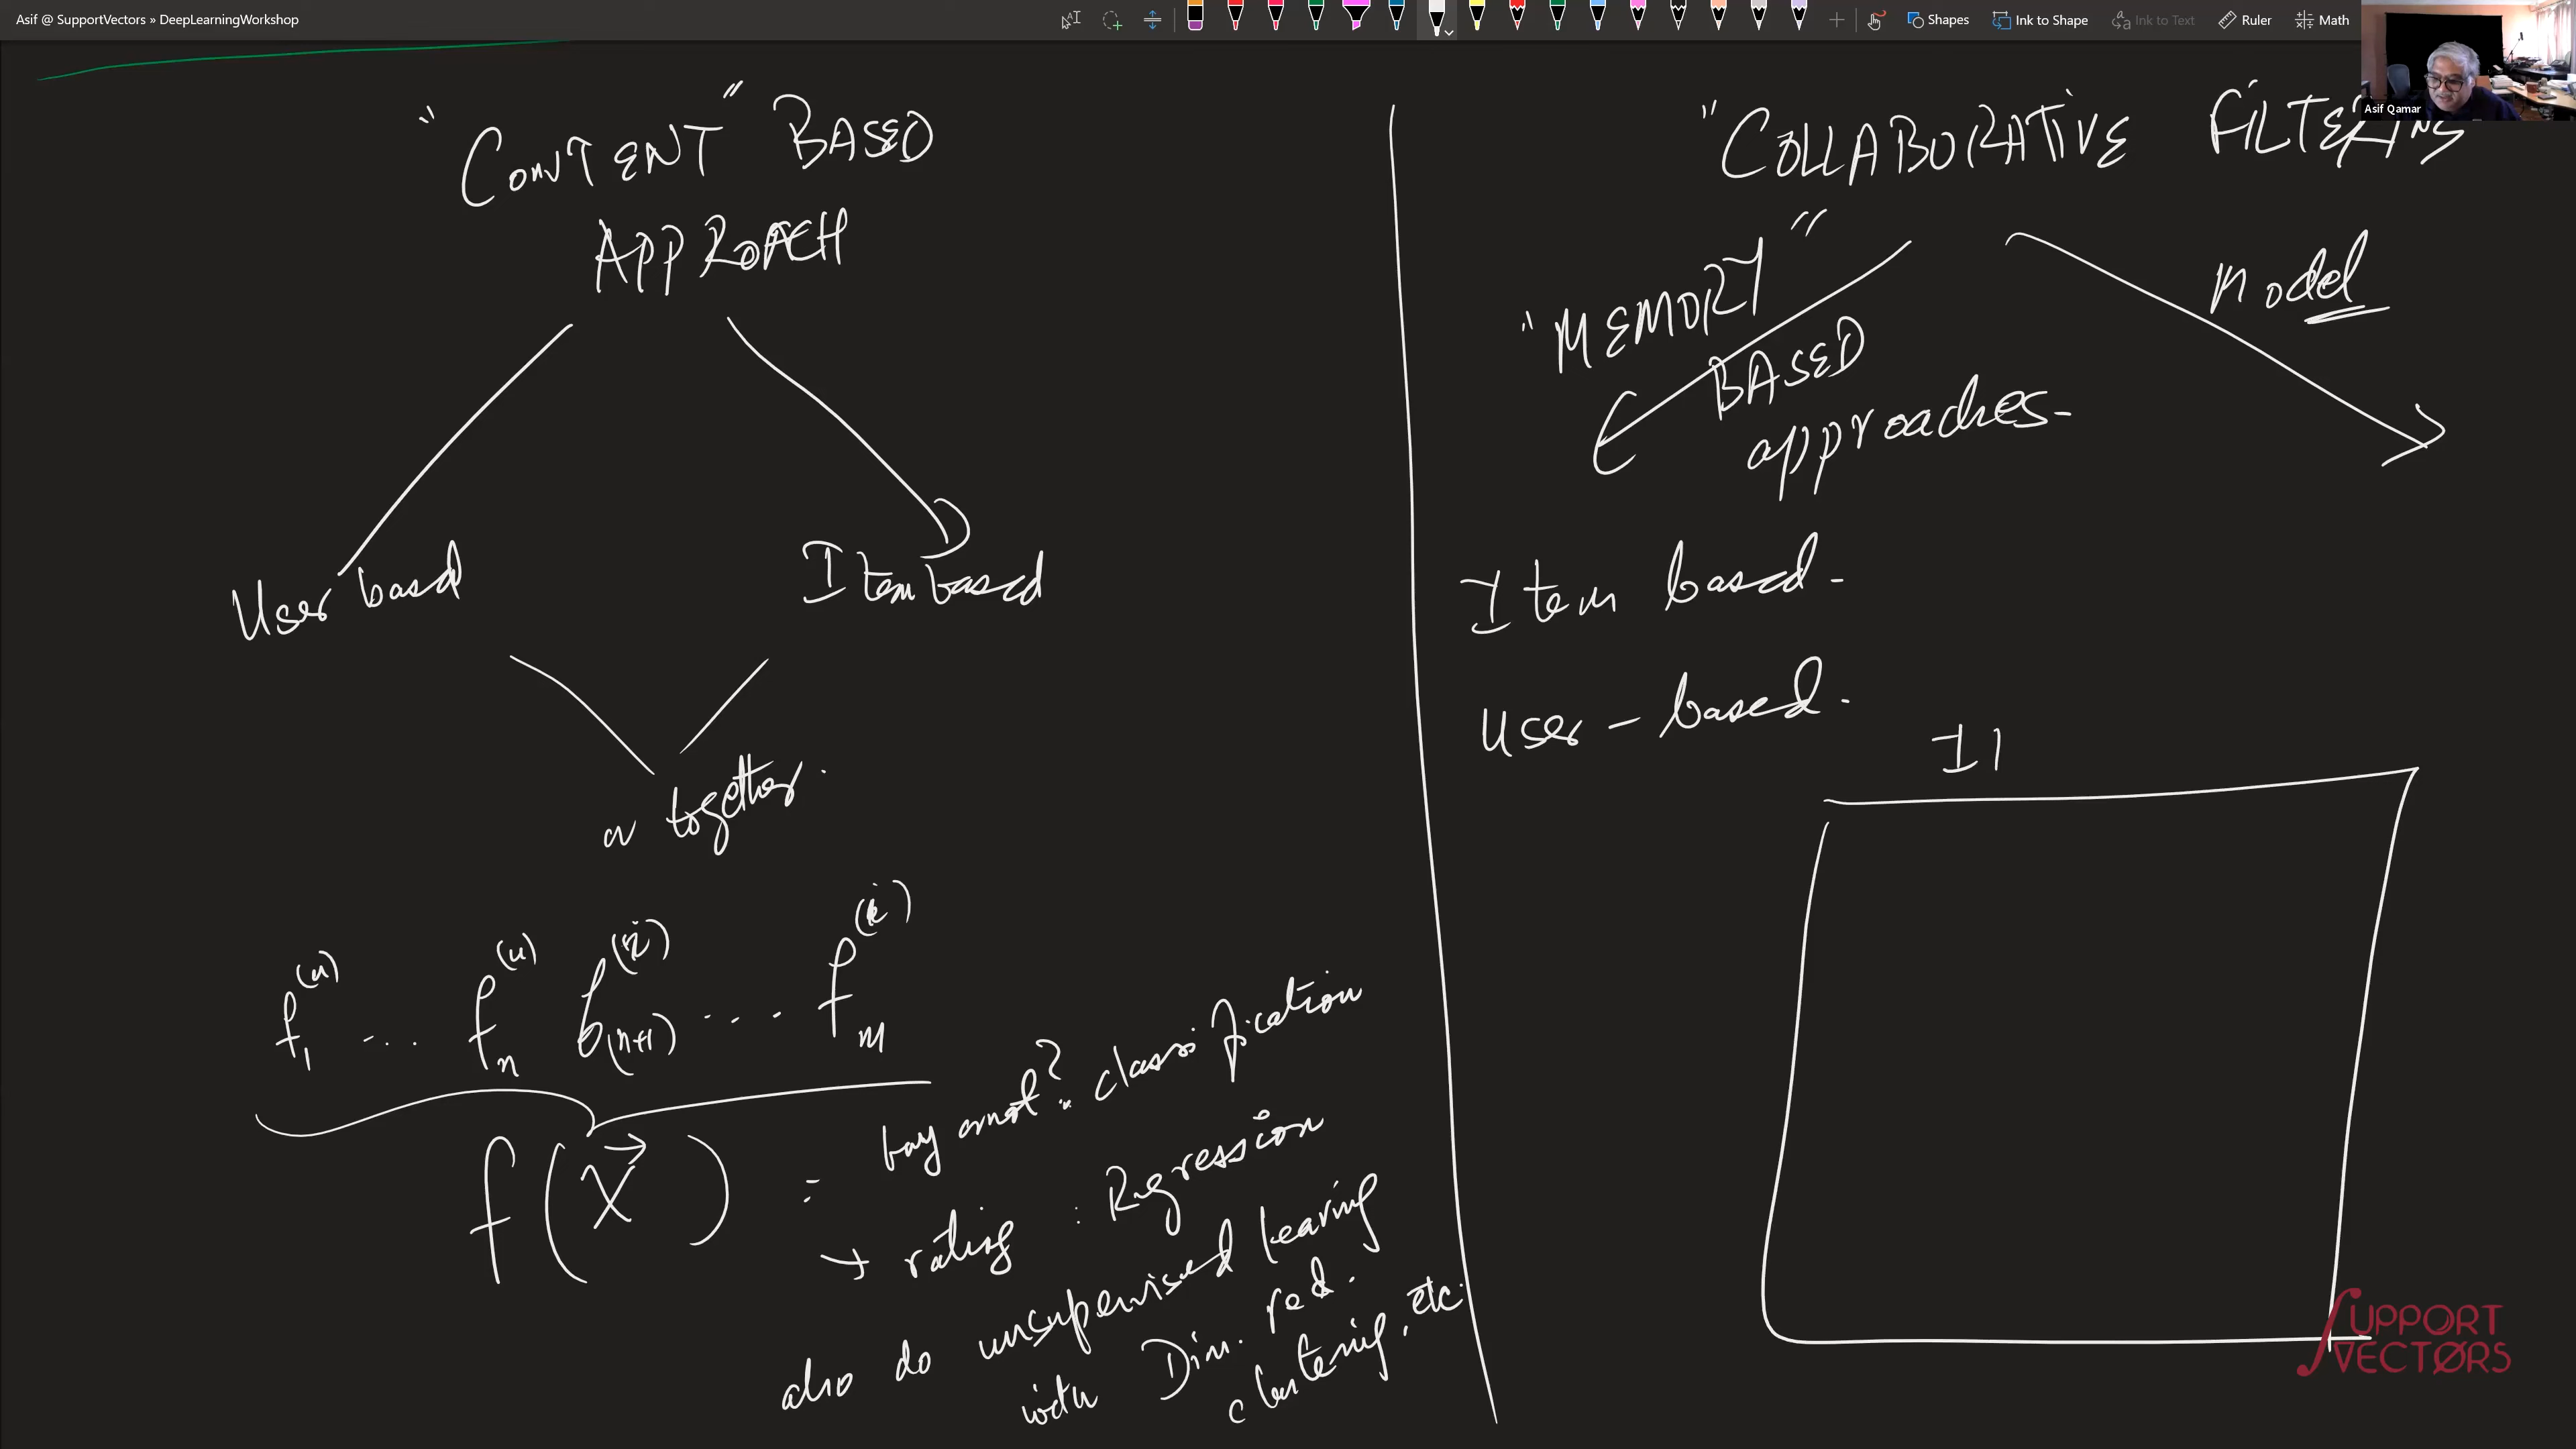 Asif @ SupportVectors » DeepLearningWorkshop
Shapes
Ink to Shape
Ink to Text
Ruler
Math
Asif Qamar
"CONTENT" BASED
APPROACH
User based
Item based
or together.
f₁⁽ᵘ⁾ ... fₙ⁽ᵘ⁾ f₍ₙ₊₁₎⁽ⁱ⁾ ... fₘ⁽ⁱ⁾
f(X⃗) =
buy or not? : classification
→ rating : Regression
also do unsupervised learning
with Dim. red.
clustering, etc.
"COLLABORATIVE FILTERING
"MEMORY"
BASED
approaches-
model
Item based-
User-based.
I1
SUPPORT
VECTORS